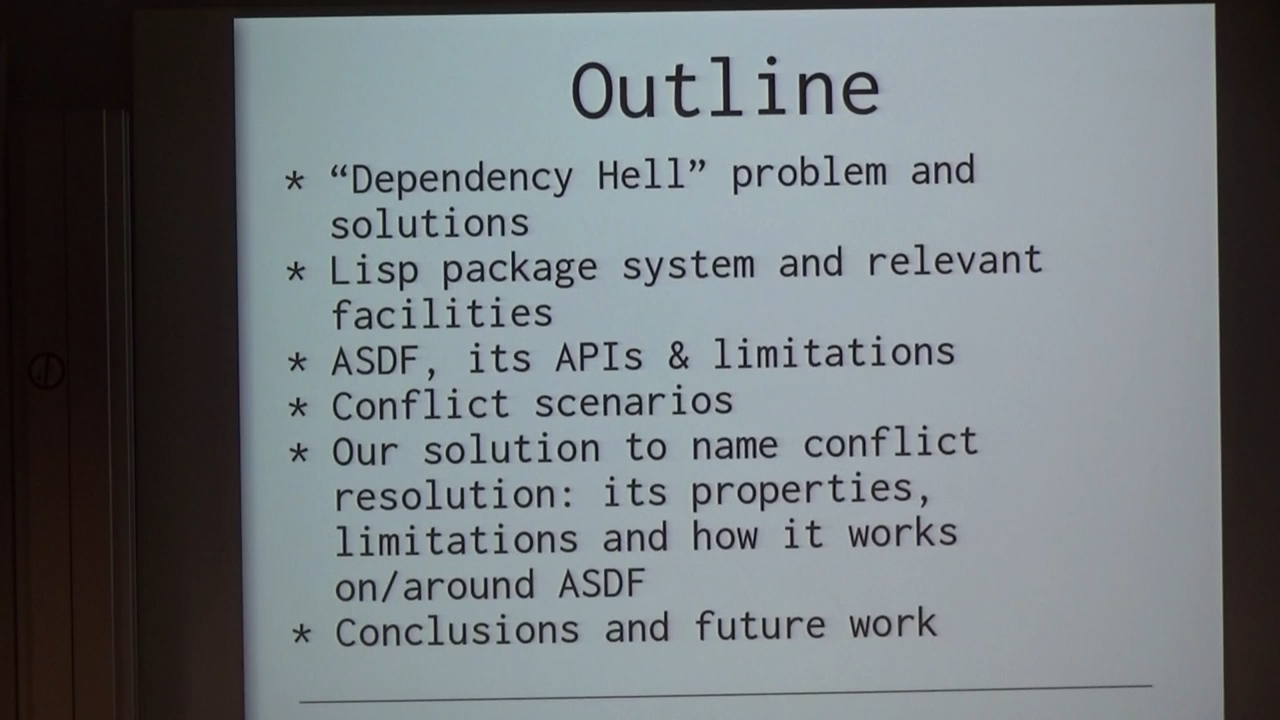 Outline
* “Dependency Hell” problem and
solutions
* Lisp package system and relevant
facilities
* ASDF, its APIs & limitations
* Conflict scenarios
* Our solution to name conflict
resolution: its properties,
limitations and how it works
on/around ASDF
* Conclusions and future work